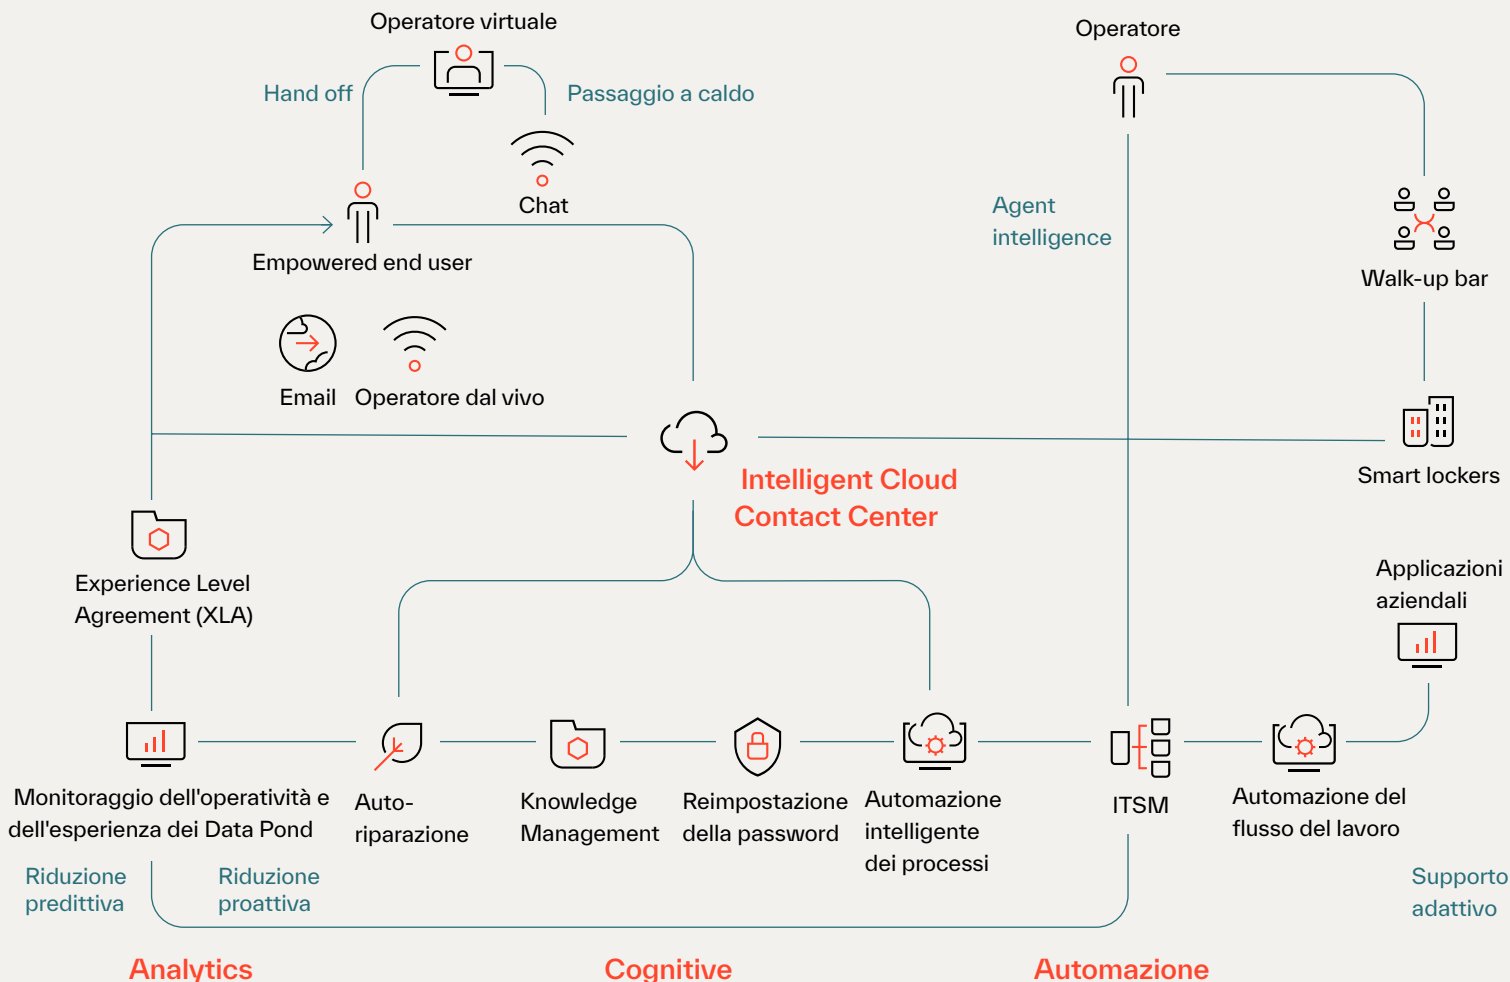 Operatore virtuale
Operatore
Hand off
Passaggio a caldo
Chat
Agent
intelligence
Empowered end user
Walk-up bar
Email
Operatore dal vivo
Intelligent Cloud
Contact Center
Smart lockers
Experience Level
Agreement (XLA)
Applicazioni
aziendali
Monitoraggio dell'operatività e
dell'esperienza dei Data Pond
Auto-
riparazione
Knowledge
Management
Reimpostazione
della password
Automazione
intelligente
dei processi
ITSM
Automazione del
flusso del lavoro
Riduzione
predittiva
Riduzione
proattiva
Supporto
adattivo
Analytics
Cognitive
Automazione